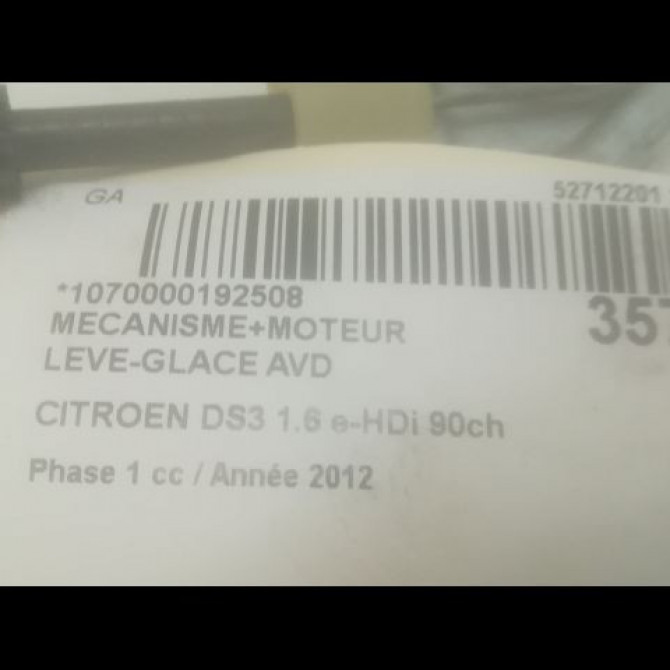 GA 52712201
*1070000192508
MECANISME+MOTEUR 357
LEVE-GLACE AVD
CITROEN DS3 1.6 e-HDi 90ch
Phase 1 cc / Année 2012